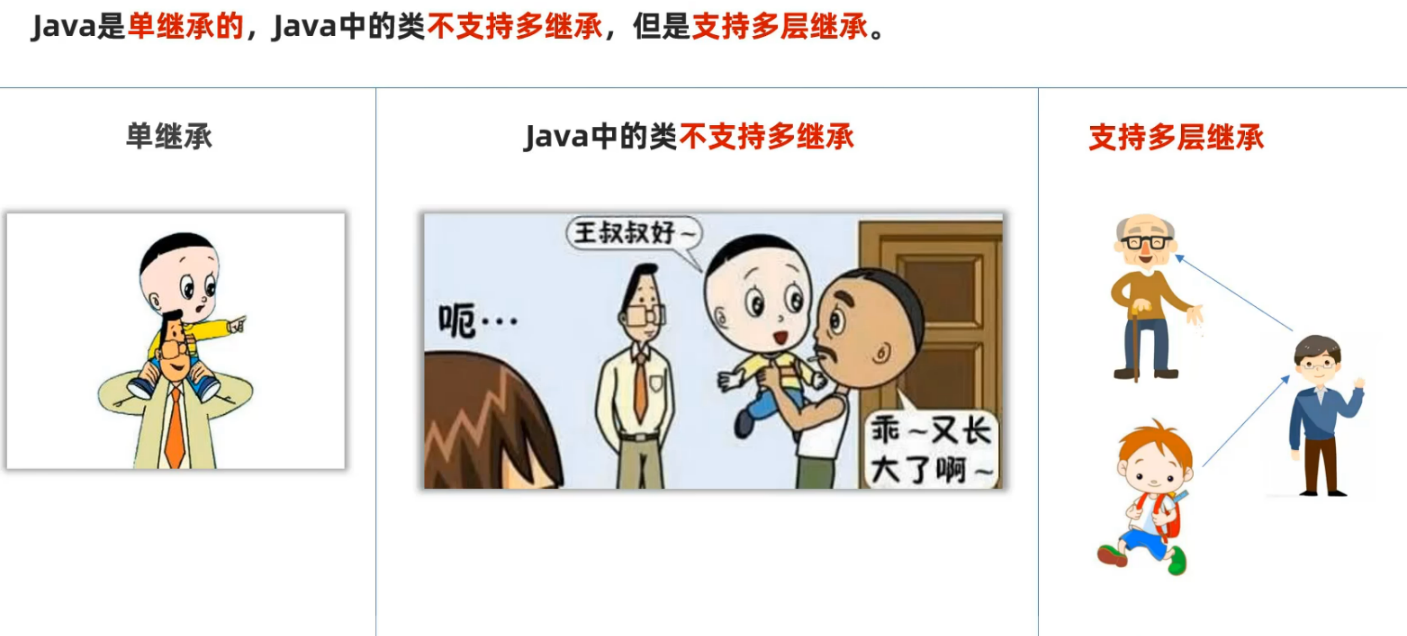 Java是单继承的，Java中的类不支持多继承，但是支持多层继承。
单继承
Java中的类不支持多继承
支持多层继承
王叔叔好~
呃…
乖~又长
大了啊~